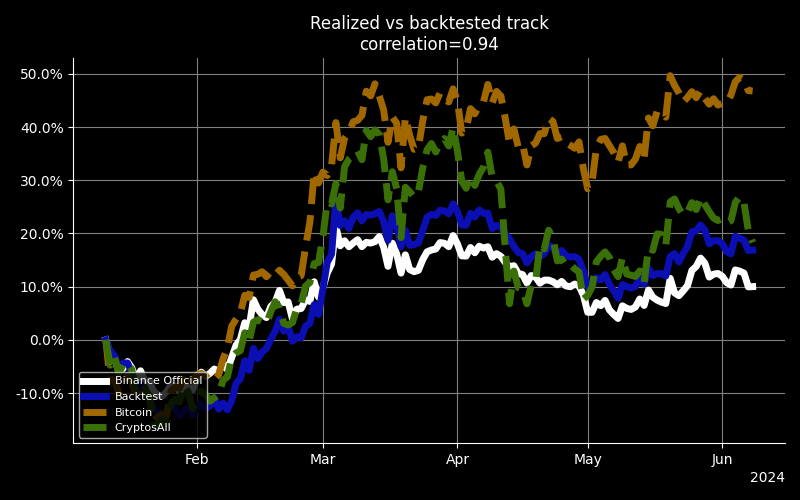 Realized vs backtested track
correlation=0.94
50.0%
40.0%
30.0%
20.0%
10.0%
0.0%
-10.0%
Binance Official
Backtest
Bitcoin
CryptosAll
Feb
Mar
Apr
May
Jun
2024